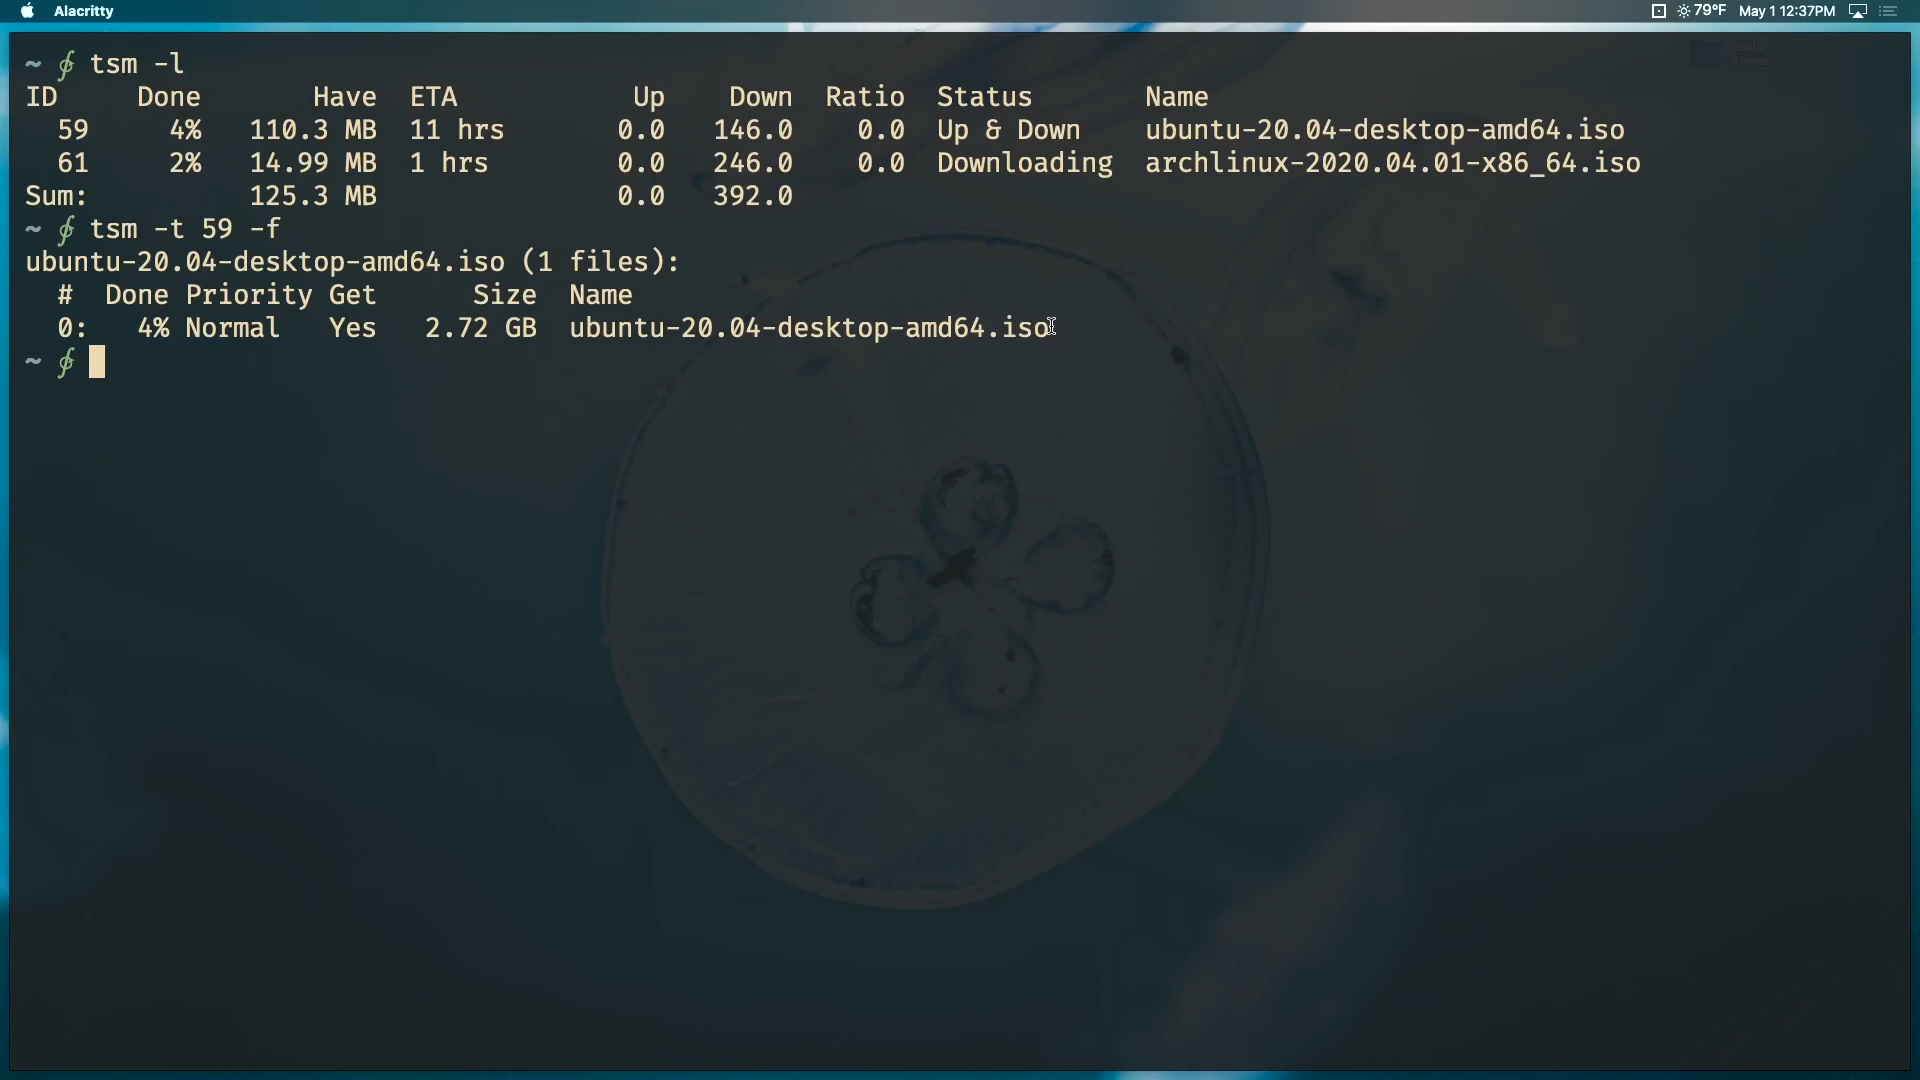 Alacritty 79°F May 1 12:37PM
~ ∮ tsm -l
ID Done Have ETA Up Down Ratio Status Name
59 4% 110.3 MB 11 hrs 0.0 146.0 0.0 Up & Down ubuntu-20.04-desktop-amd64.iso
61 2% 14.99 MB 1 hrs 0.0 246.0 0.0 Downloading archlinux-2020.04.01-x86_64.iso
Sum: 125.3 MB 0.0 392.0
~ ∮ tsm -t 59 -f
ubuntu-20.04-desktop-amd64.iso (1 files):
# Done Priority Get Size Name
0: 4% Normal Yes 2.72 GB ubuntu-20.04-desktop-amd64.iso
~ ∮